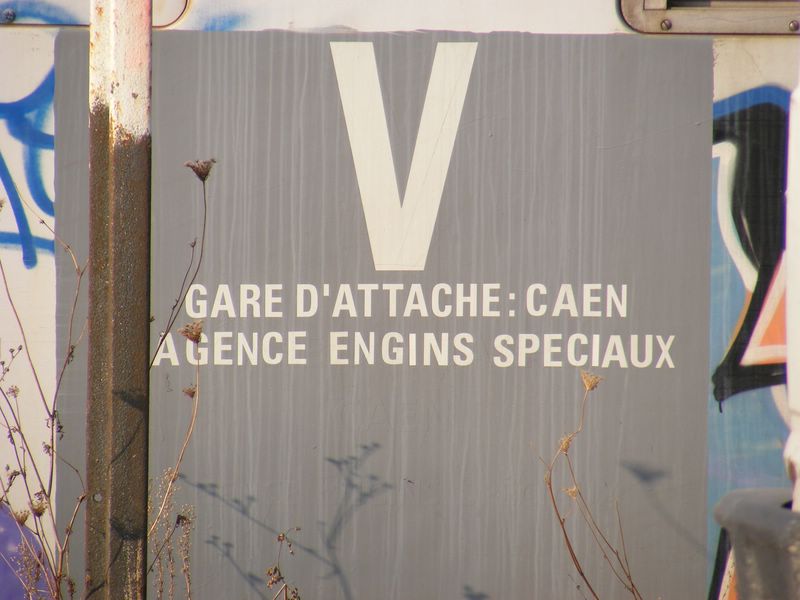 V
GARE D'ATTACHE: CAEN
AGENCE ENGINS SPECIAUX